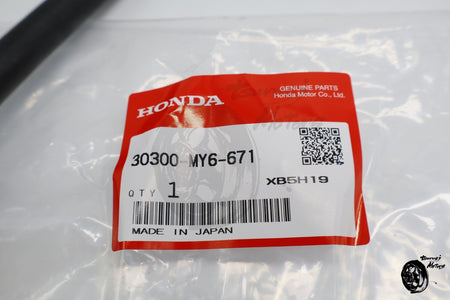 GENUINE PARTS
Honda Motor Co., Ltd.
HONDA
30300-MY6-671
XB5H19
QTY 1
MADE IN JAPAN